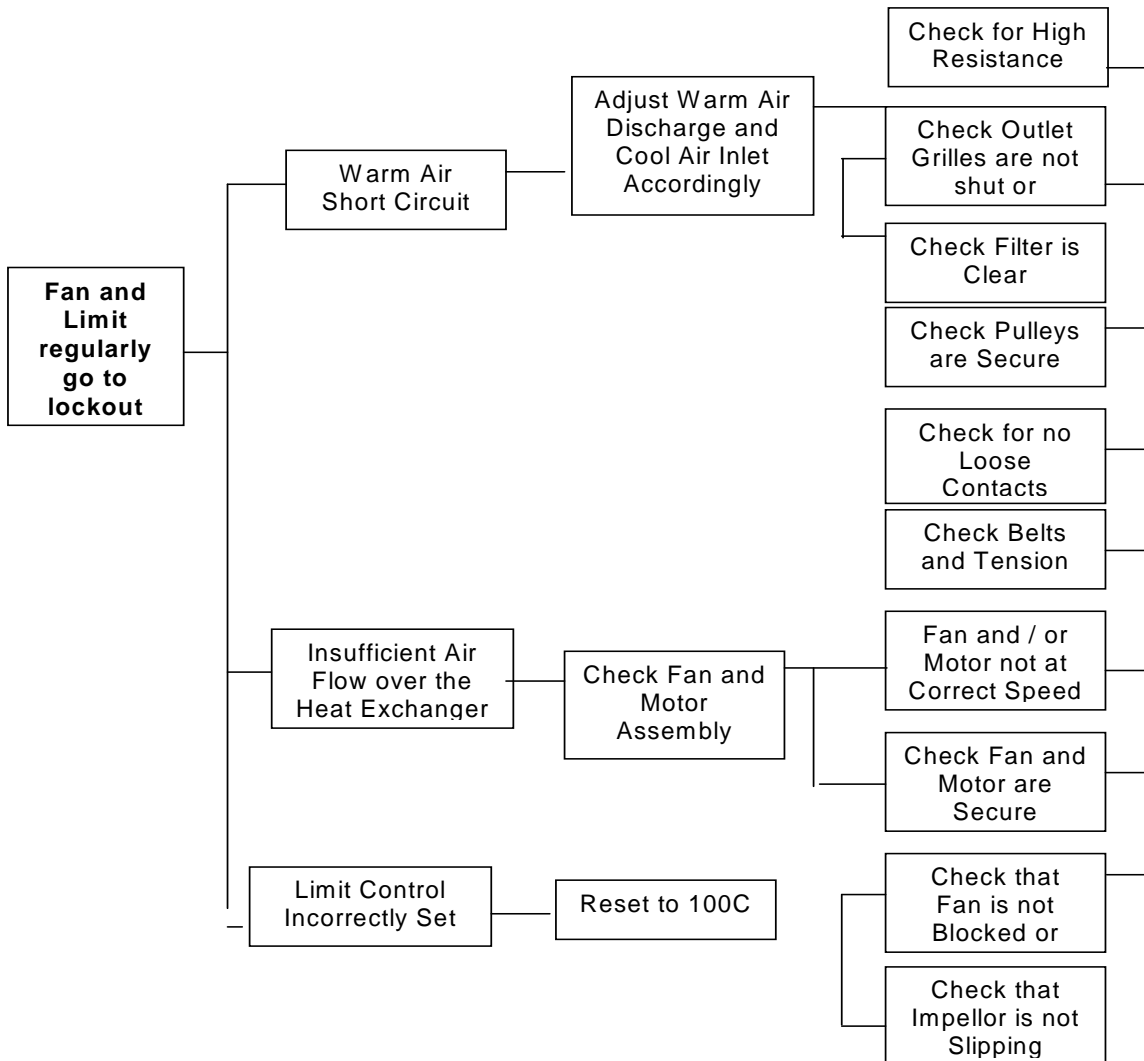 Fan and
Limit
regularly
go to
lockout
Warm Air
Short Circuit
Adjust Warm Air
Discharge and
Cool Air Inlet
Accordingly
Check for High
Resistance
Check Outlet
Grilles are not
shut or
Check Filter is
Clear
Check Pulleys
are Secure
Check for no
Loose
Contacts
Check Belts
and Tension
Insufficient Air
Flow over the
Heat Exchanger
Check Fan and
Motor
Assembly
Fan and / or
Motor not at
Correct Speed
Check Fan and
Motor are
Secure
Limit Control
Incorrectly Set
Reset to 100C
Check that
Fan is not
Blocked or
Check that
Impellor is not
Slipping